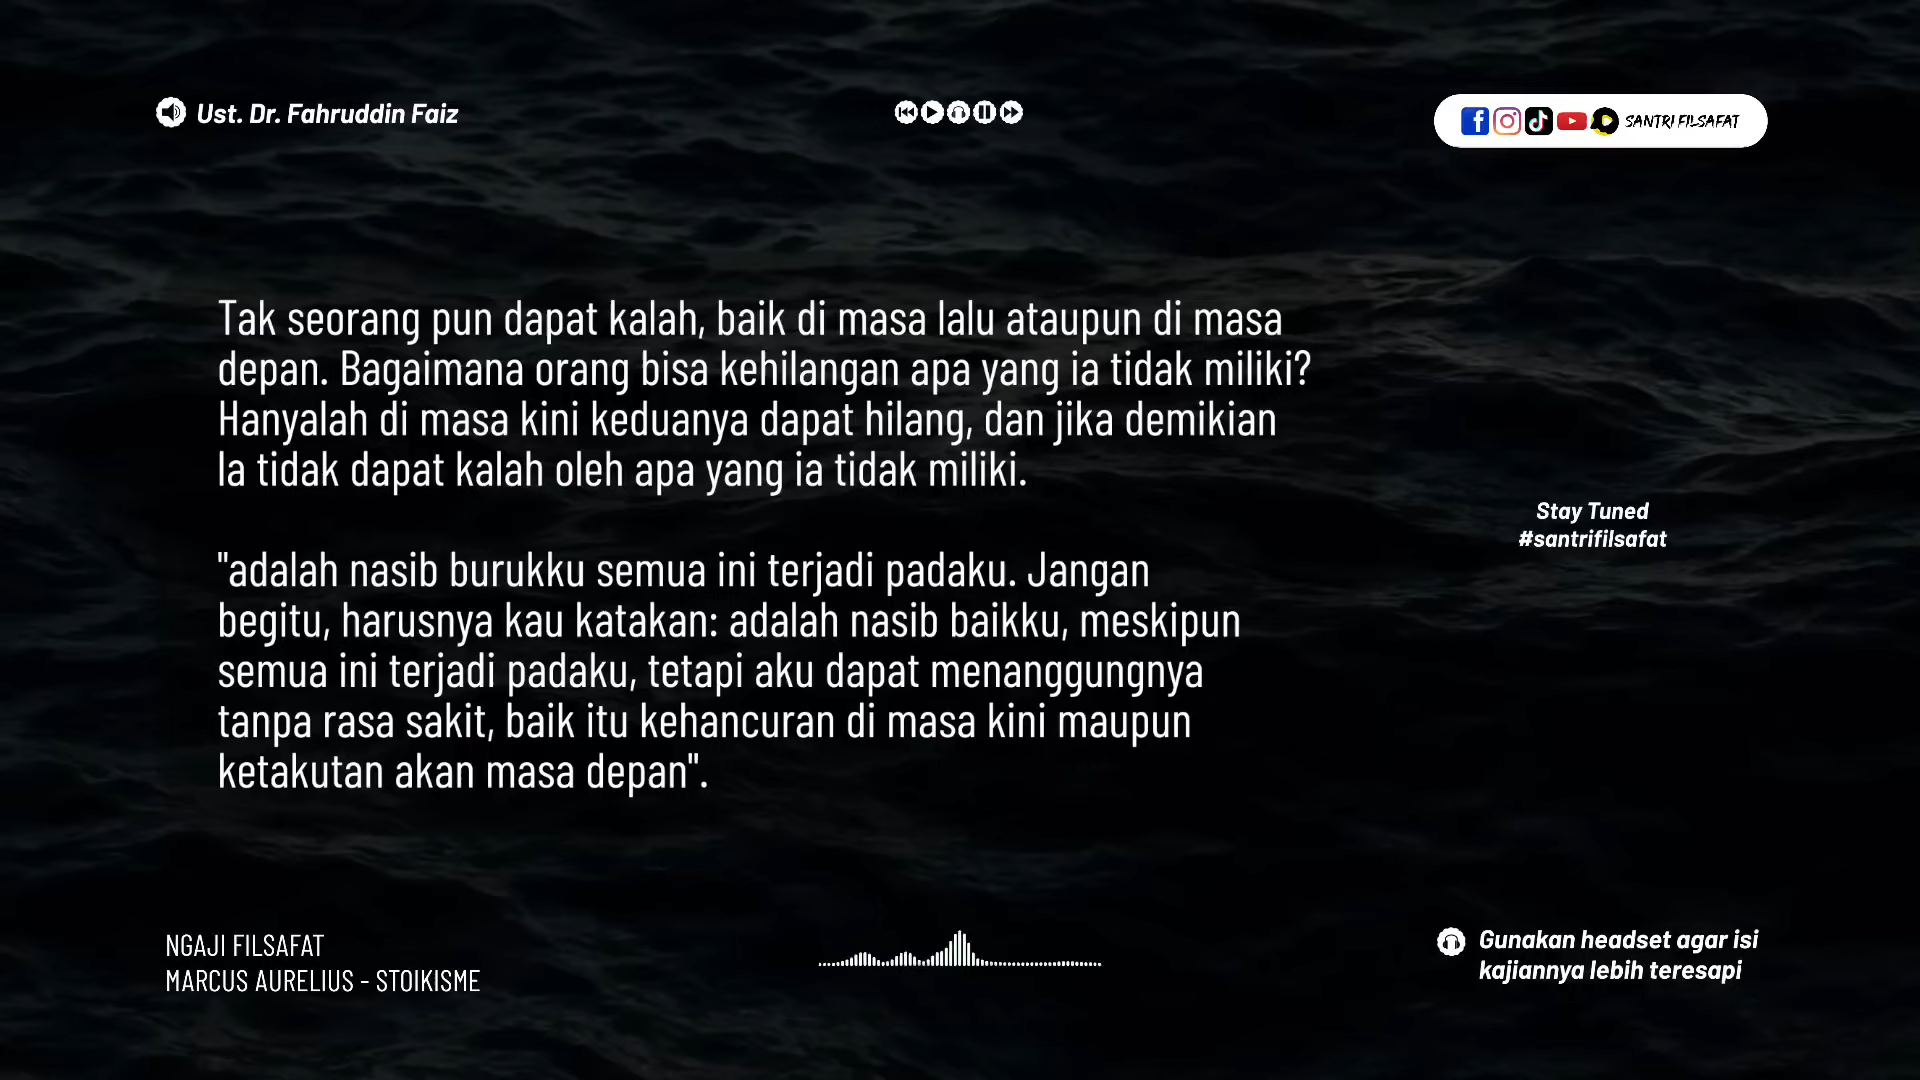 Ust. Dr. Fahruddin Faiz
SANTRI FILSAFAT
Tak seorang pun dapat kalah, baik di masa lalu ataupun di masa
depan. Bagaimana orang bisa kehilangan apa yang ia tidak miliki?
Hanyalah di masa kini keduanya dapat hilang, dan jika demikian
Ia tidak dapat kalah oleh apa yang ia tidak miliki.
Stay Tuned
#santrifilsafat
"adalah nasib burukku semua ini terjadi padaku. Jangan
begitu, harusnya kau katakan: adalah nasib baikku, meskipun
semua ini terjadi padaku, tetapi aku dapat menanggungnya
tanpa rasa sakit, baik itu kehancuran di masa kini maupun
ketakutan akan masa depan".
NGAJI FILSAFAT
MARCUS AURELIUS - STOIKISME
Gunakan headset agar isi
kajiannya lebih teresapi